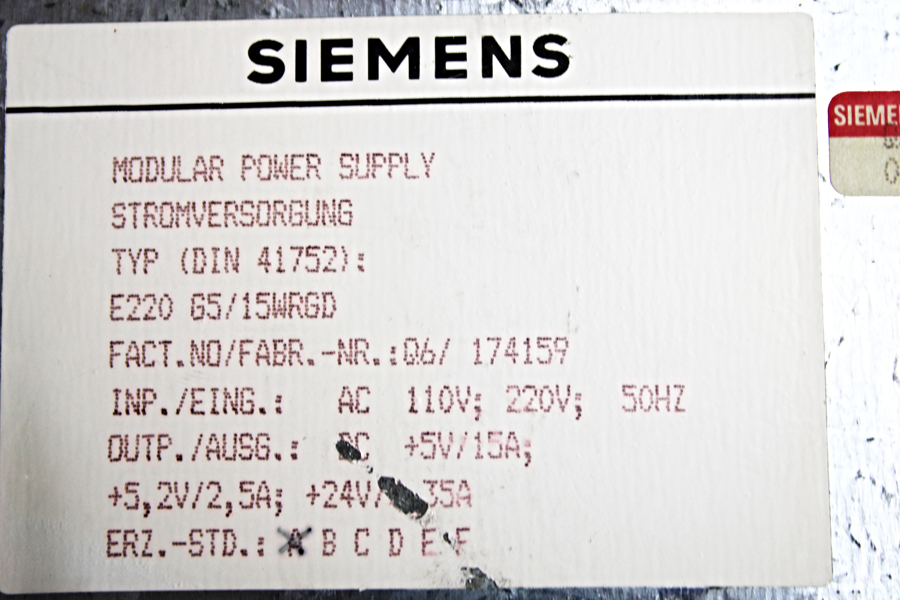 SIEMENS
MODULAR POWER SUPPLY
STROMVERSORGUNG
TYP (DIN 41752):
E220 G5/15WRGD
FACT.NO/FABR.-NR.:Q6/ 174159
INP./EING.: AC 110V; 220V; 50HZ
OUTP./AUSG.: DC +5V/15A;
+5,2V/2,5A; +24V/ 35A
ERZ.-STD.: A B C D E F
SIEME